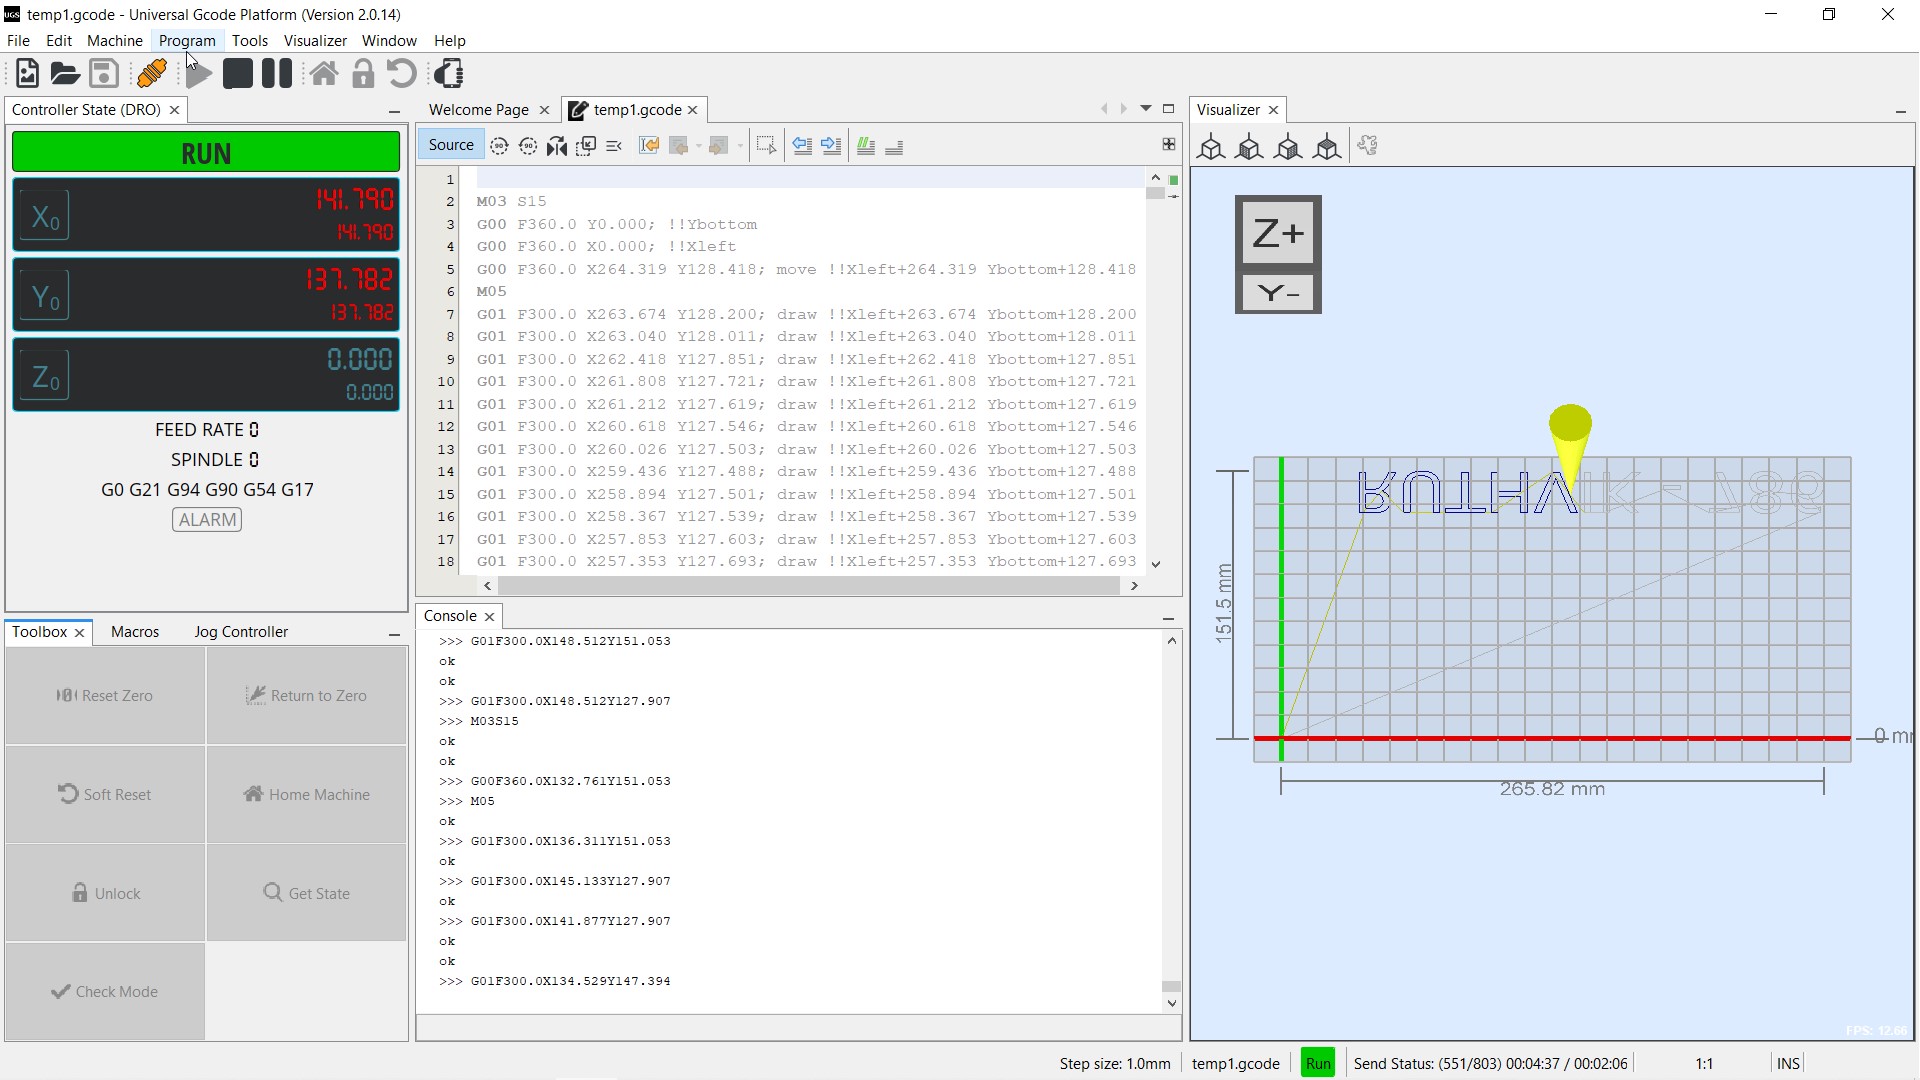 UGS temp1.gcode - Universal Gcode Platform (Version 2.0.14)
File Edit Machine Program Tools Visualizer Window Help
Controller State (DRO)
RUN
X0 141.790
141.790
Y0 137.782
137.782
Z0 0.000
0.000
FEED RATE 0
SPINDLE 0
G0 G21 G94 G90 G54 G17
ALARM
Toolbox Macros Jog Controller
Reset Zero Return to Zero
Soft Reset Home Machine
Unlock Get State
Check Mode
Welcome Page temp1.gcode
Source
1
2 M03 S15
3 G00 F360.0 Y0.000; !!Ybottom
4 G00 F360.0 X0.000; !!Xleft
5 G00 F360.0 X264.319 Y128.418; move !!Xleft+264.319 Ybottom+128.418
6 M05
7 G01 F300.0 X263.674 Y128.200; draw !!Xleft+263.674 Ybottom+128.200
8 G01 F300.0 X263.040 Y128.011; draw !!Xleft+263.040 Ybottom+128.011
9 G01 F300.0 X262.418 Y127.851; draw !!Xleft+262.418 Ybottom+127.851
10 G01 F300.0 X261.808 Y127.721; draw !!Xleft+261.808 Ybottom+127.721
11 G01 F300.0 X261.212 Y127.619; draw !!Xleft+261.212 Ybottom+127.619
12 G01 F300.0 X260.618 Y127.546; draw !!Xleft+260.618 Ybottom+127.546
13 G01 F300.0 X260.026 Y127.503; draw !!Xleft+260.026 Ybottom+127.503
14 G01 F300.0 X259.436 Y127.488; draw !!Xleft+259.436 Ybottom+127.488
15 G01 F300.0 X258.894 Y127.501; draw !!Xleft+258.894 Ybottom+127.501
16 G01 F300.0 X258.367 Y127.539; draw !!Xleft+258.367 Ybottom+127.539
17 G01 F300.0 X257.853 Y127.603; draw !!Xleft+257.853 Ybottom+127.603
18 G01 F300.0 X257.353 Y127.693; draw !!Xleft+257.353 Ybottom+127.693
Console
>>> G01F300.0X148.512Y151.053
ok
ok
>>> G01F300.0X148.512Y127.907
>>> M03S15
ok
ok
>>> G00F360.0X132.761Y151.053
>>> M05
ok
>>> G01F300.0X136.311Y151.053
ok
>>> G01F300.0X145.133Y127.907
ok
>>> G01F300.0X141.877Y127.907
ok
ok
>>> G01F300.0X134.529Y147.394
Visualizer
Z+
Y-
RUTHVIK - 789
151.5 mm
0 mm
265.82 mm
FPS: 12.66
Step size: 1.0mm temp1.gcode Run Send Status: (551/803) 00:04:37 / 00:02:06 1:1 INS